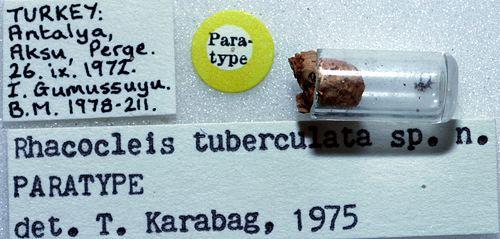 TURKEY:
Antalya,
Aksu, Perge.
26. ix. 1972.
I. Gumussuyu.
B.M. 1978-211.
Para-
type
Rhacocleis tuberculata sp. n.
PARATYPE
det. T. Karabag, 1975